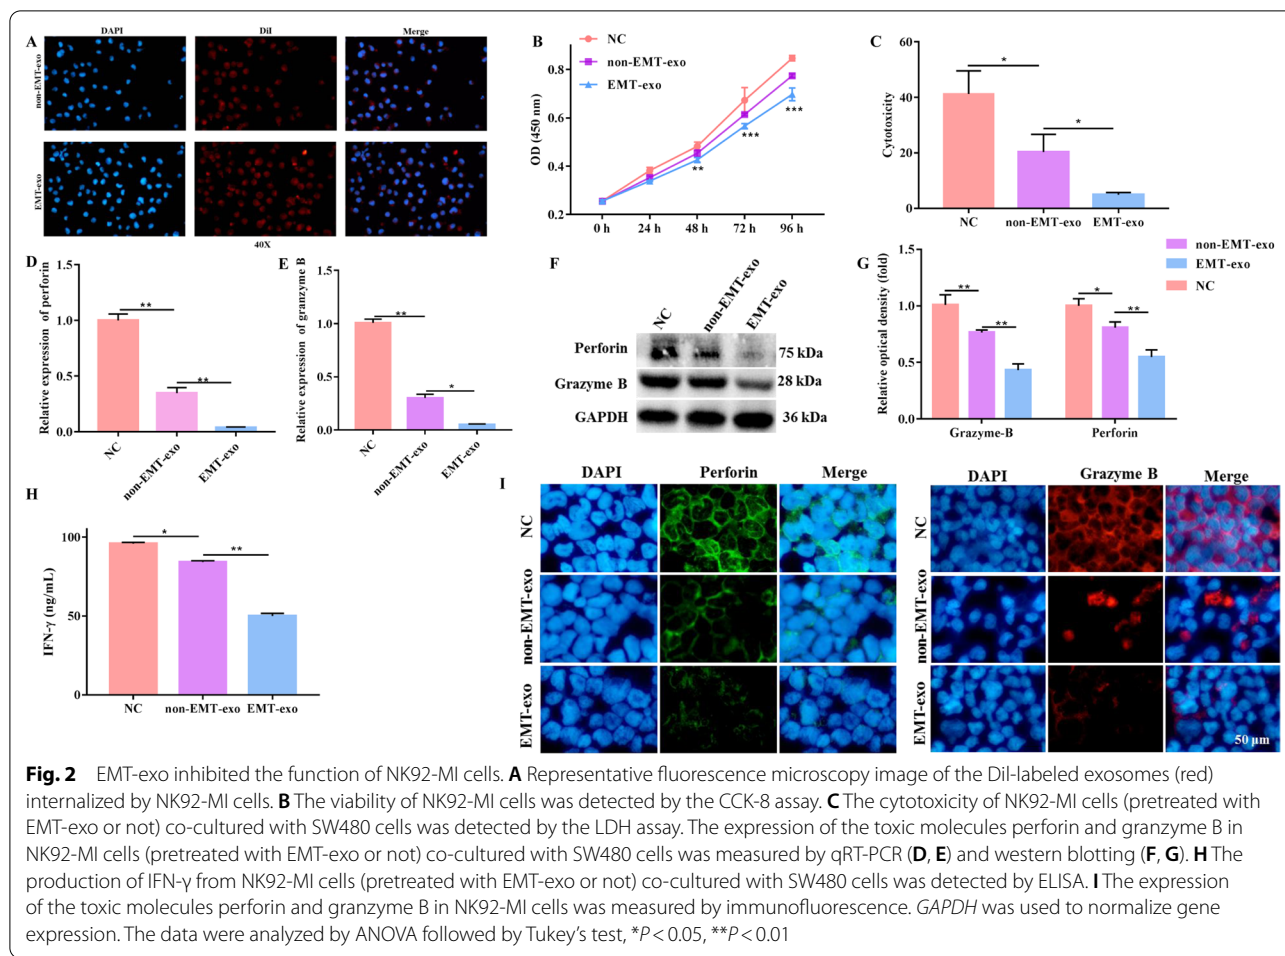 A
DAPI
DiI
Merge
non-EMT-exo
EMT-exo
40X
B
NC
non-EMT-exo
EMT-exo
OD (450 nm)
0.8
0.6
0.4
0.2
** *** ***
0 h 24 h 48 h 72 h 96 h
C
Cytotoxicity
60
40
20
0
* *
NC non-EMT-exo EMT-exo
D
Relative expression of perforin
1.5
1.0
0.5
0.0
** **
NC non-EMT-exo EMT-exo
E
Relative expression of granzyme B
1.5
1.0
0.5
0.0
** *
NC non-EMT-exo EMT-exo
F
NC non-EMT-exo EMT-exo
Perforin 75 kDa
Grazyme B 28 kDa
GAPDH 36 kDa
G
non-EMT-exo
EMT-exo
NC
Relative optical density (fold)
1.5
1.0
0.5
0.0
** ** * **
Grazyme-B Perforin
H
IFN-γ (ng/mL)
100
50
0
* **
NC non-EMT-exo EMT-exo
I
DAPI Perforin Merge
NC
non-EMT-exo
EMT-exo
DAPI Grazyme B Merge
NC
non-EMT-exo
EMT-exo
50 μm
Fig. 2 EMT-exo inhibited the function of NK92-MI cells. A Representative fluorescence microscopy image of the Dil-labeled exosomes (red)
internalized by NK92-MI cells. B The viability of NK92-MI cells was detected by the CCK-8 assay. C The cytotoxicity of NK92-MI cells (pretreated with
EMT-exo or not) co-cultured with SW480 cells was detected by the LDH assay. The expression of the toxic molecules perforin and granzyme B in
NK92-MI cells (pretreated with EMT-exo or not) co-cultured with SW480 cells was measured by qRT-PCR (D, E) and western blotting (F, G). H The
production of IFN-γ from NK92-MI cells (pretreated with EMT-exo or not) co-cultured with SW480 cells was detected by ELISA. I The expression
of the toxic molecules perforin and granzyme B in NK92-MI cells was measured by immunofluorescence. GAPDH was used to normalize gene
expression. The data were analyzed by ANOVA followed by Tukey's test, *P < 0.05, **P < 0.01